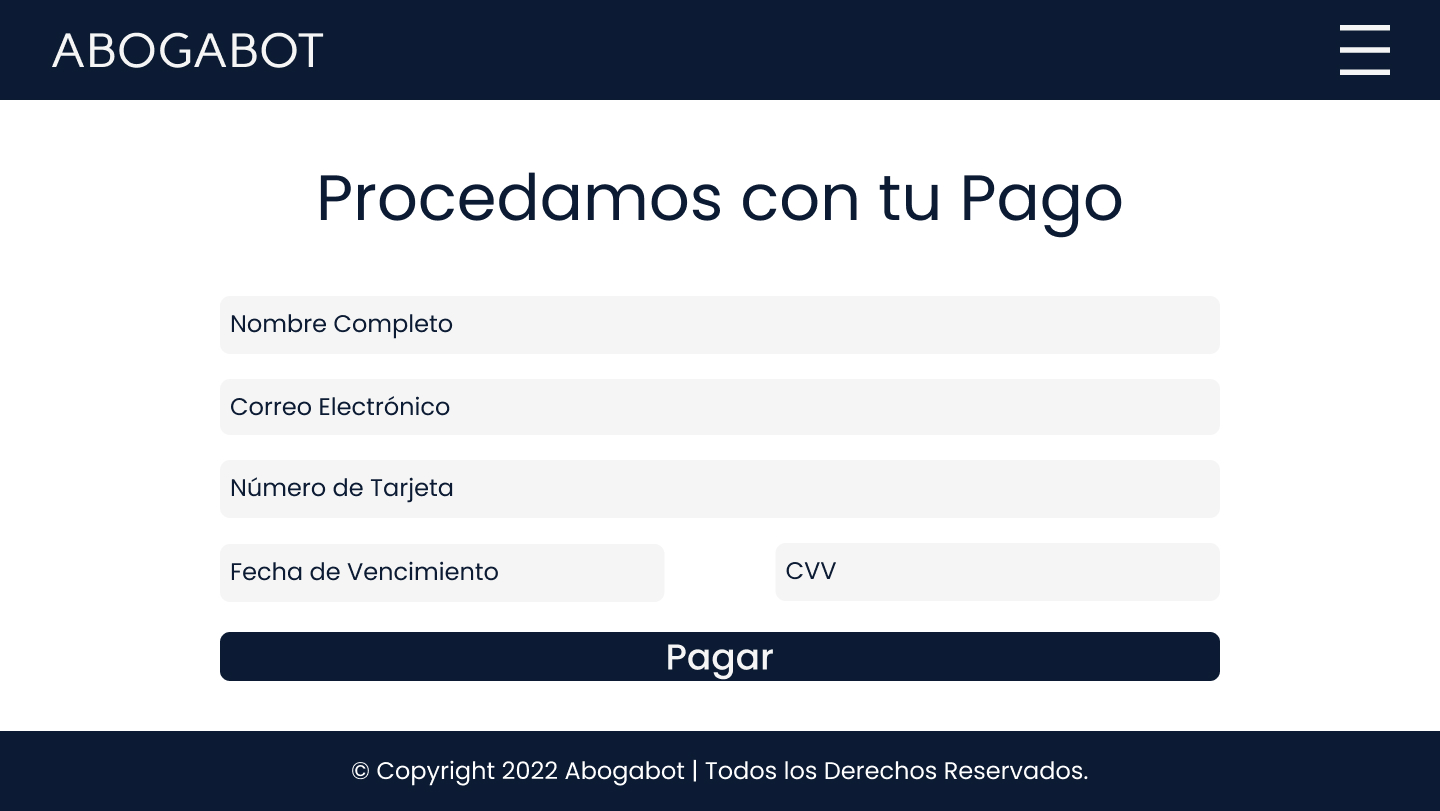 ABOGABOT
Procedamos con tu Pago
Nombre Completo
Correo Electrónico
Número de Tarjeta
Fecha de Vencimiento
CVV
Pagar
© Copyright 2022 Abogabot | Todos los Derechos Reservados.